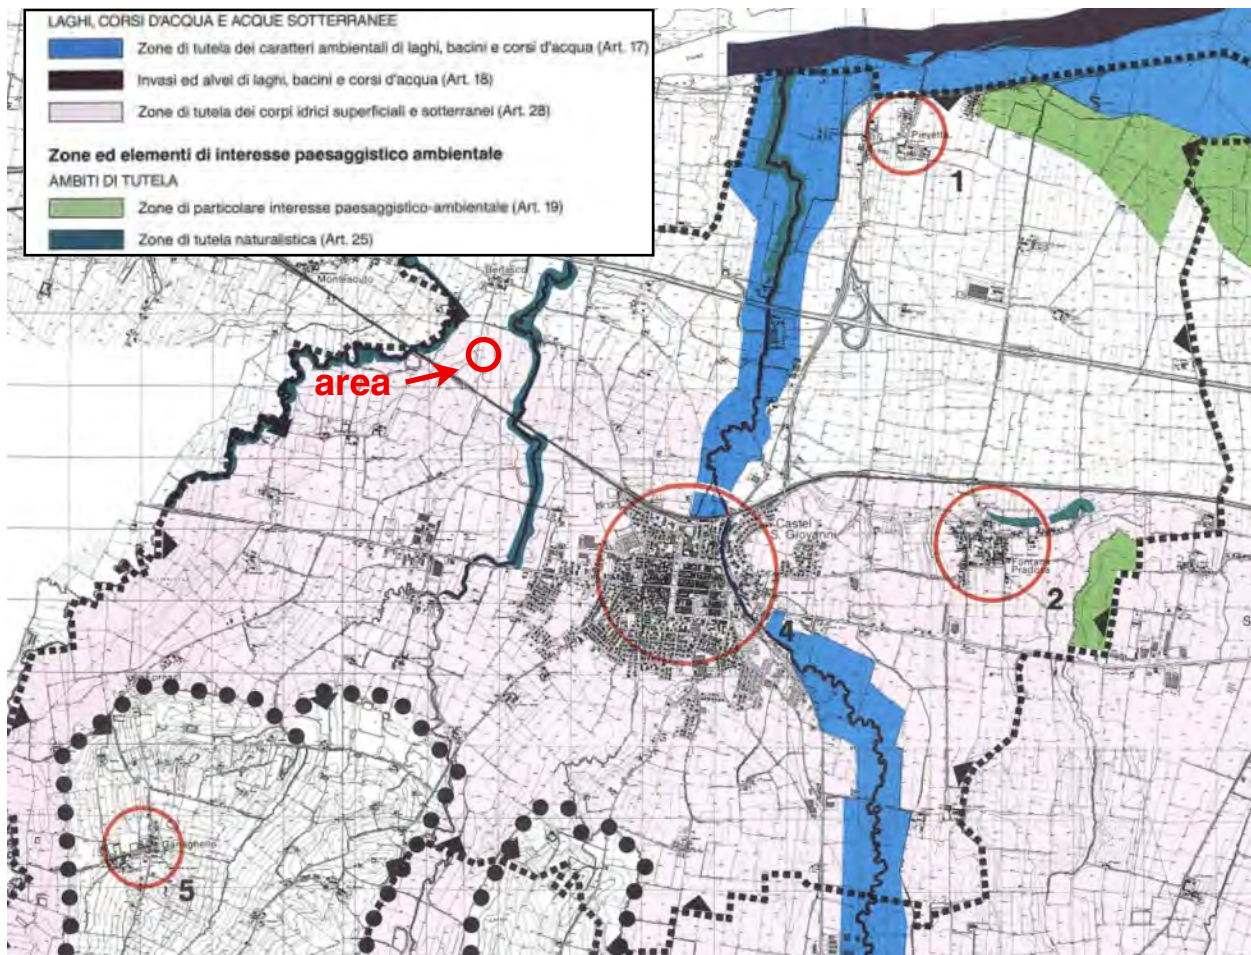 LAGHI, CORSI D'ACQUA E ACQUE SOTTERRANEE
Zone di tutela dei caratteri ambientali di laghi, bacini e corsi d'acqua (Art. 17)
Invasi ed alvei di laghi, bacini e corsi d'acqua (Art. 18)
Zone di tutela dei corpi idrici superficiali e sotterranei (Art. 28)
Zone ed elementi di interesse paesaggistico ambientale
AMBITI DI TUTELA
Zone di particolare interesse paesaggistico-ambientale (Art. 19)
Zone di tutela naturalistica (Art. 25)
Pievetta
1
Bertasco
area
Castel
S. Giovanni
Fontana
Pradosa
2
4
5